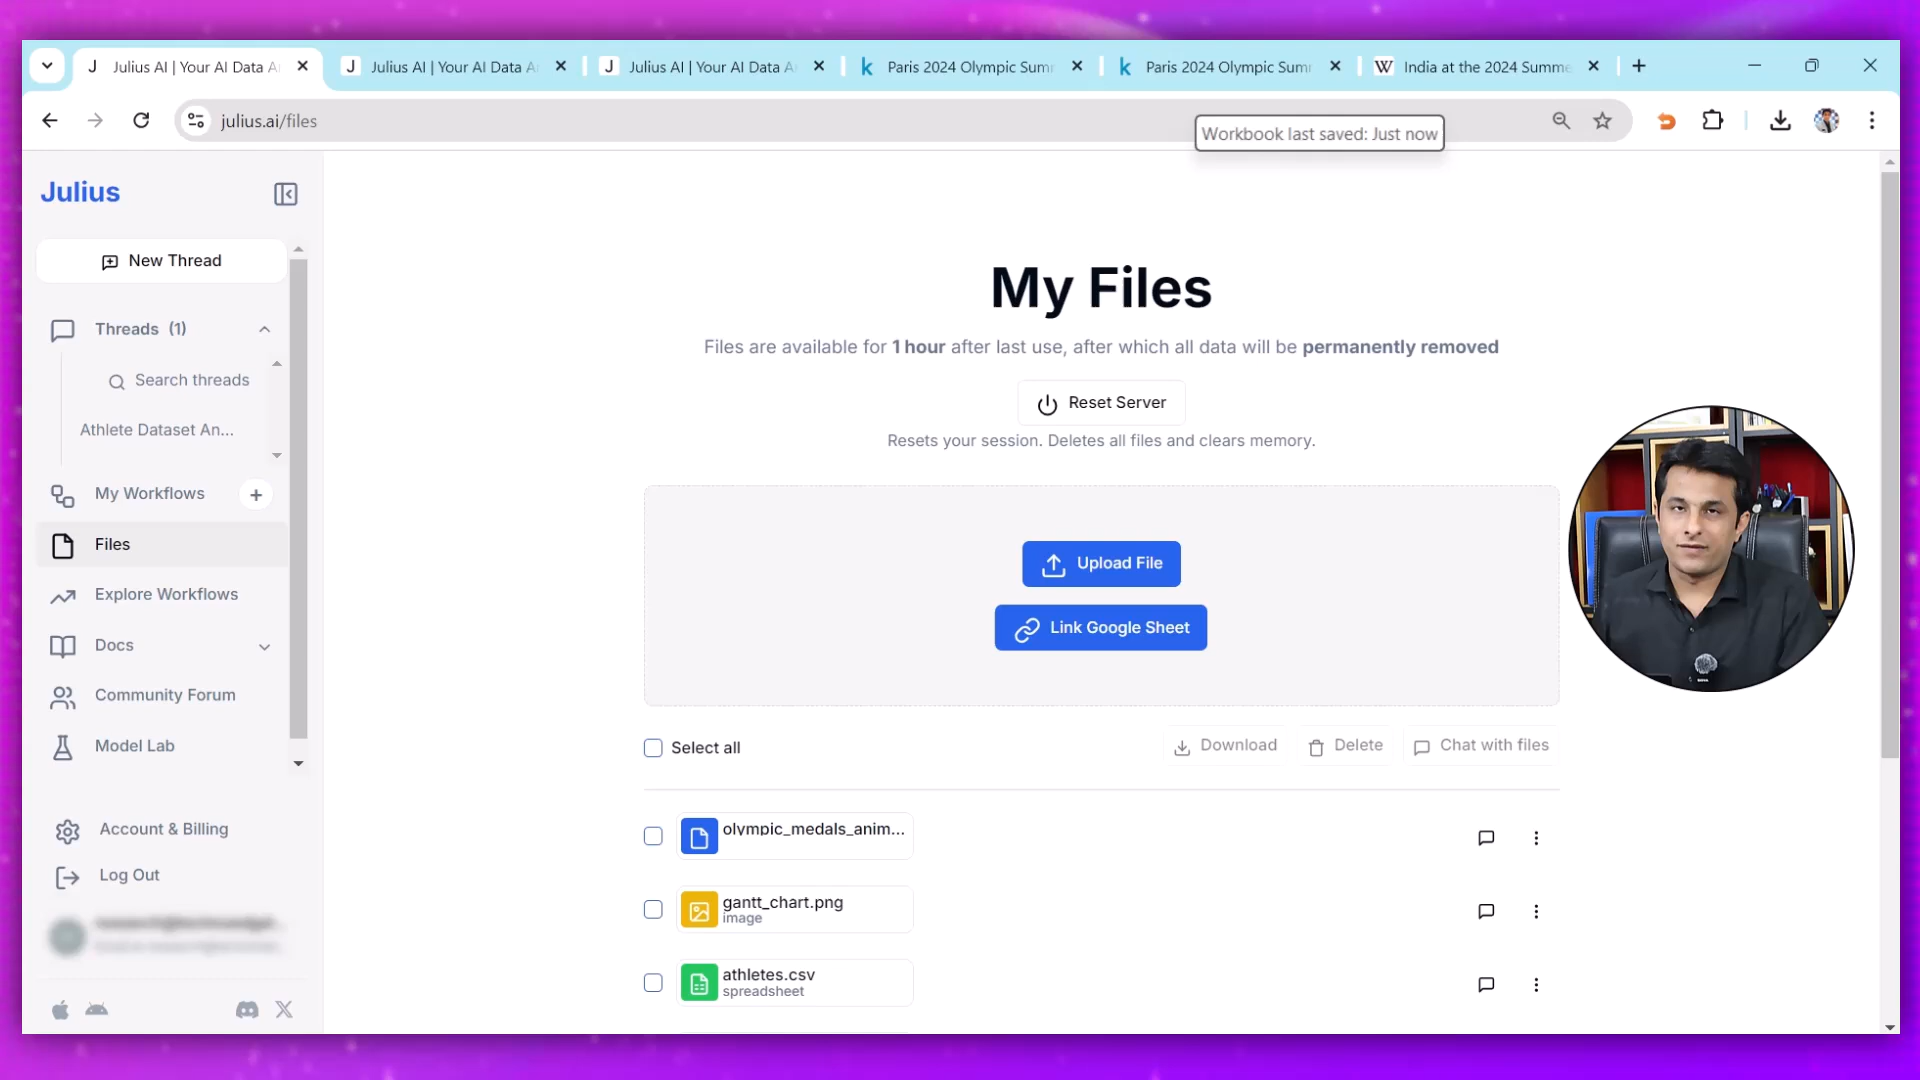 Julius AI | Your AI Data A
Julius AI | Your AI Data A
Julius AI | Your AI Data A
Paris 2024 Olympic Sum
Paris 2024 Olympic Sum
India at the 2024 Summe
julius.ai/files
Workbook last saved: Just now
Julius
New Thread
Threads (1)
Search threads
Athlete Dataset An...
My Workflows
Files
Explore Workflows
Docs
Community Forum
Model Lab
Account & Billing
Log Out
My Files
Files are available for 1 hour after last use, after which all data will be permanently removed
Reset Server
Resets your session. Deletes all files and clears memory.
Upload File
Link Google Sheet
Select all
Download
Delete
Chat with files
olympic_medals_anim...
gantt_chart.png
image
athletes.csv
spreadsheet